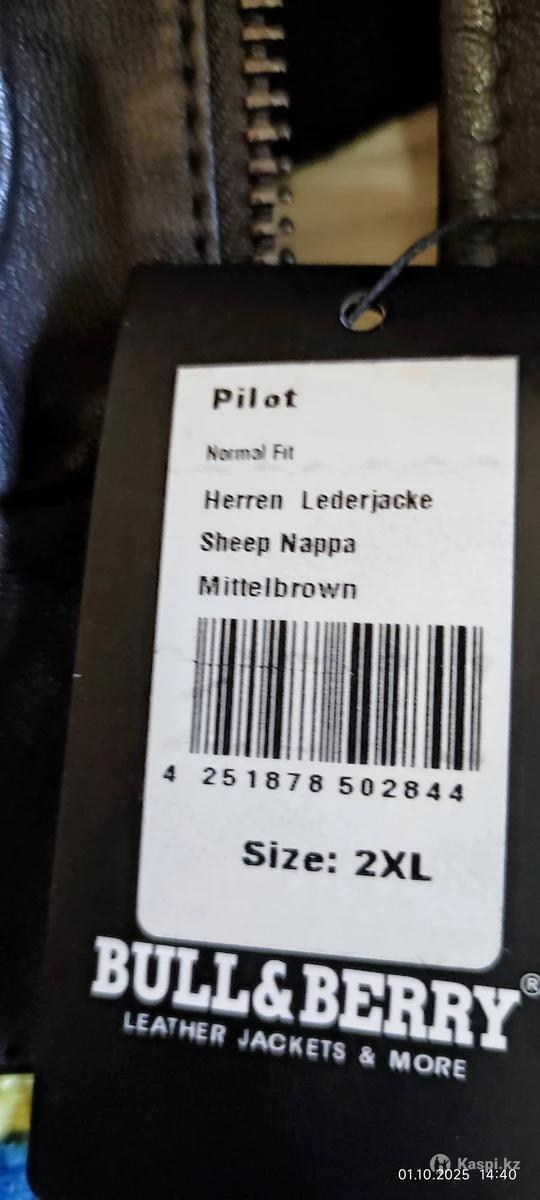 Pilot
Normal Fit
Herren Lederjacke
Sheep Nappa
Mittelbrown
4 251878 502844
Size: 2XL
BULL&BERRY®
LEATHER JACKETS & MORE
Kaspi.kz
01.10.2025 14:40